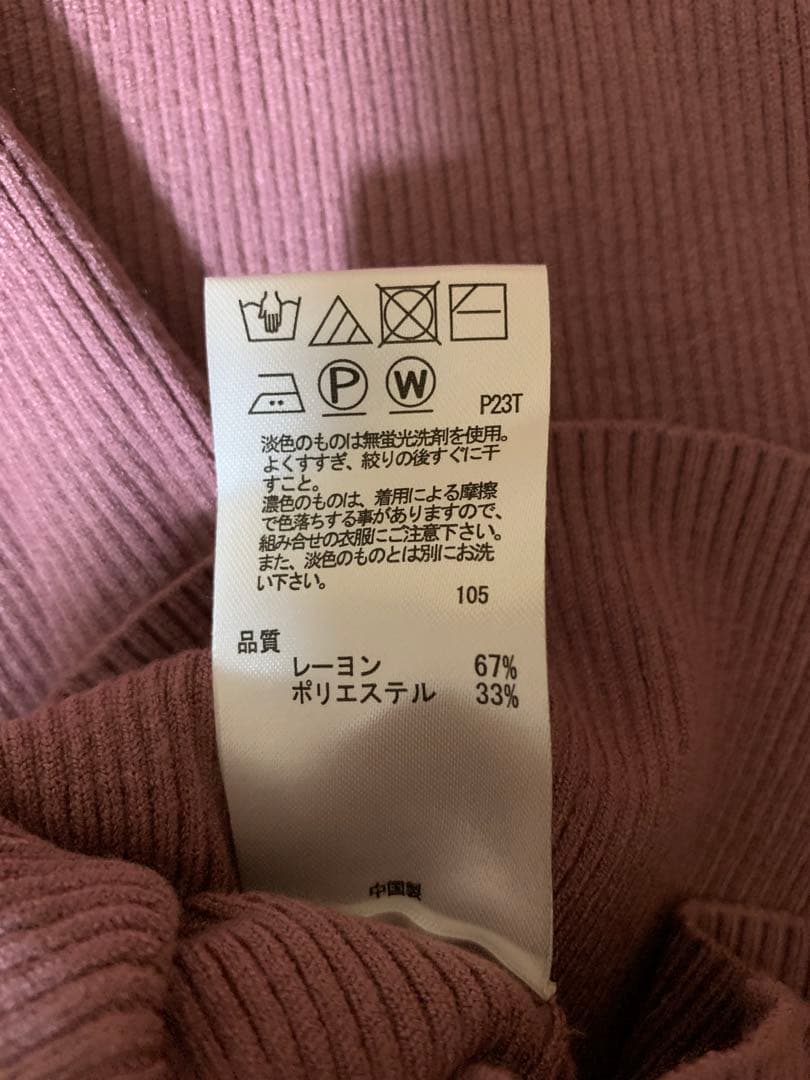 P W P23T
淡色のものは無蛍光洗剤を使用。
よくすすぎ、絞りの後すぐに干
すこと。
濃色のものは、着用による摩擦
で色落ちする事がありますので、
組み合せの衣服にご注意下さい。
また、淡色のものとは別にお洗
い下さい。
105
品質
レーヨン 67%
ポリエステル 33%
中国製